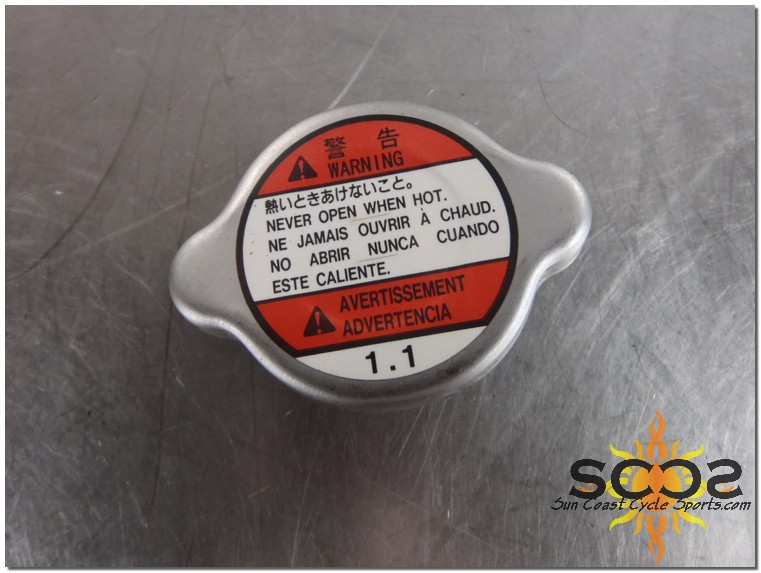 警告
WARNING
熱いときあけないこと。
NEVER OPEN WHEN HOT.
NE JAMAIS OUVRIR À CHAUD.
NO ABRIR NUNCA CUANDO
ESTE CALIENTE.
AVERTISSEMENT
ADVERTENCIA
1.1
SCCS
Sun Coast Cycle Sports.com